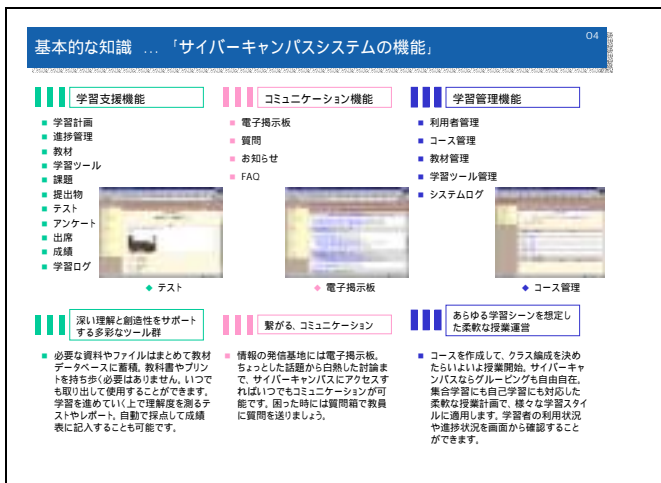 04
基本的な知識 … 「サイバーキャンパスシステムの機能」
学習支援機能
学習計画
進捗管理
教材
学習ツール
課題
提出物
テスト
アンケート
出席
成績
学習ログ
テスト
深い理解と創造性をサポート
する多彩なツール群
必要な資料やファイルはまとめて教材
データベースに蓄積。教科書やプリン
トを持ち歩く必要はありません。いつで
も取り出して使用することができます。
学習を進めていく上で理解度を測るテ
ストやレポート。自動で採点して成績
表に記入することも可能です。
コミュニケーション機能
電子掲示板
質問
お知らせ
FAQ
電子掲示板
繋がる、コミュニケーション
情報の発信基地には電子掲示板。
ちょっとした話題から白熱した討論ま
で、サイバーキャンパスにアクセスす
ればいつでもコミュニケーションが可
能です。困った時には質問箱で教員
に質問を送りましょう。
学習管理機能
利用者管理
コース管理
教材管理
学習ツール管理
システムログ
コース管理
あらゆる学習シーンを想定し
た柔軟な授業運営
コースを作成して、クラス編成を決め
たらいよいよ授業開始。サイバーキャ
ンパスならグルーピングも自由自在。
集合学習にも自己学習にも対応した
柔軟な授業計画で、様々な学習スタイ
ルに適用します。学習者の利用状況
や進捗状況を画面から確認すること
ができます。